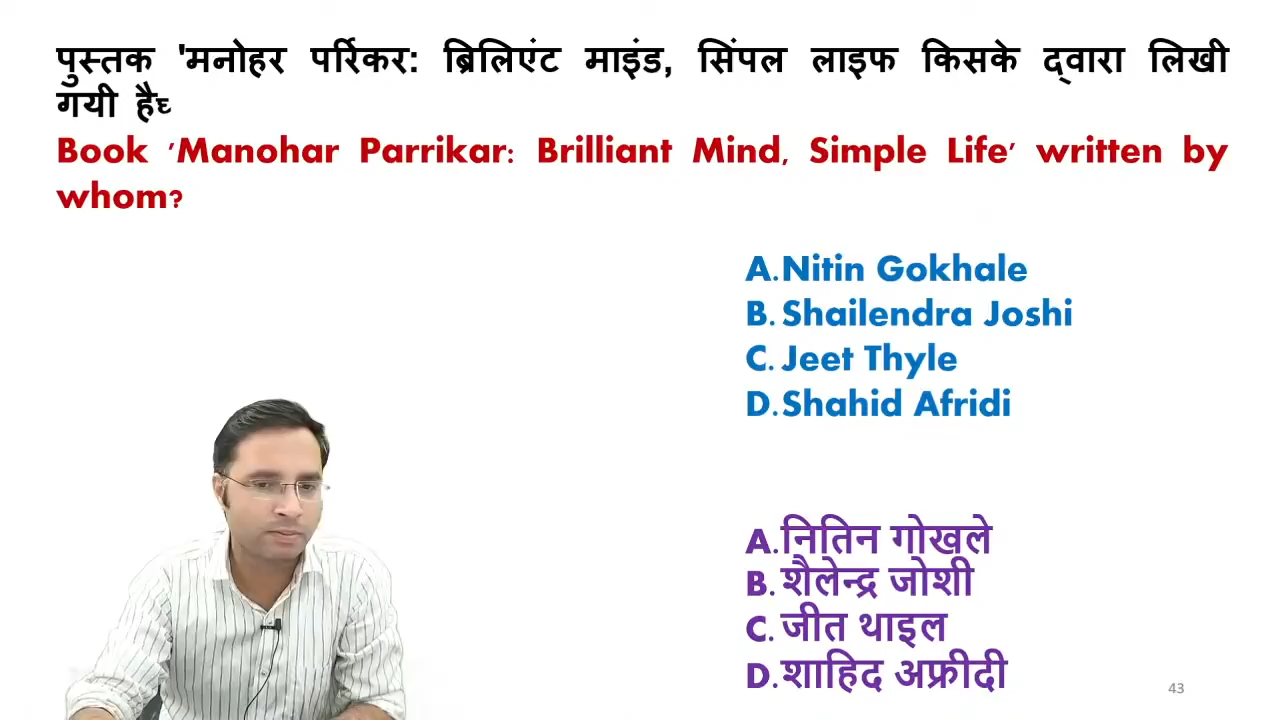 पुस्तक 'मनोहर पर्रिकर: ब्रिलिएंट माइंड, सिंपल लाइफ किसके द्वारा लिखी
गयी हैघ्
Book 'Manohar Parrikar: Brilliant Mind, Simple Life' written by
whom?
A.Nitin Gokhale
B. Shailendra Joshi
C. Jeet Thyle
D.Shahid Afridi
A.नितिन गोखले
B. शैलेन्द्र जोशी
C. जीत थाइल
D.शाहिद अफ्रीदी
43